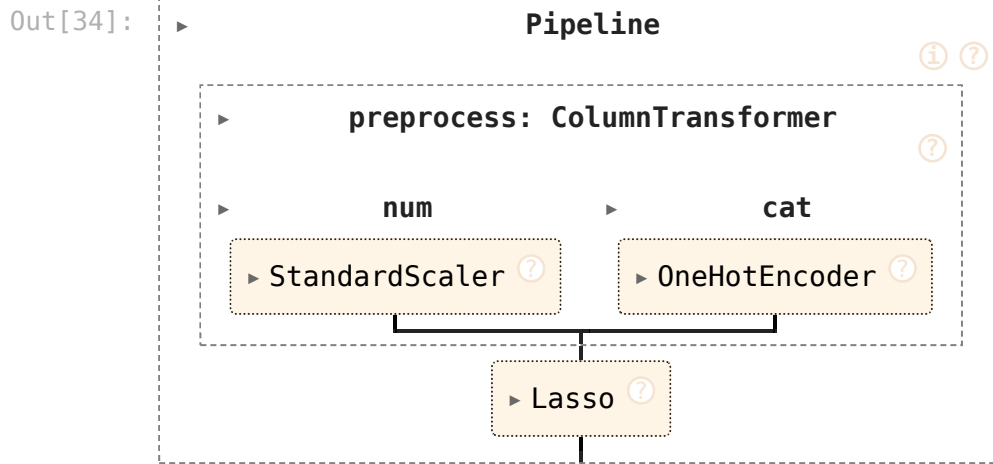 Out[34]:
▸ Pipeline
i ?
▸ preprocess: ColumnTransformer
?
▸ num ▸ cat
▸ StandardScaler ? ▸ OneHotEncoder ?
▸ Lasso ?